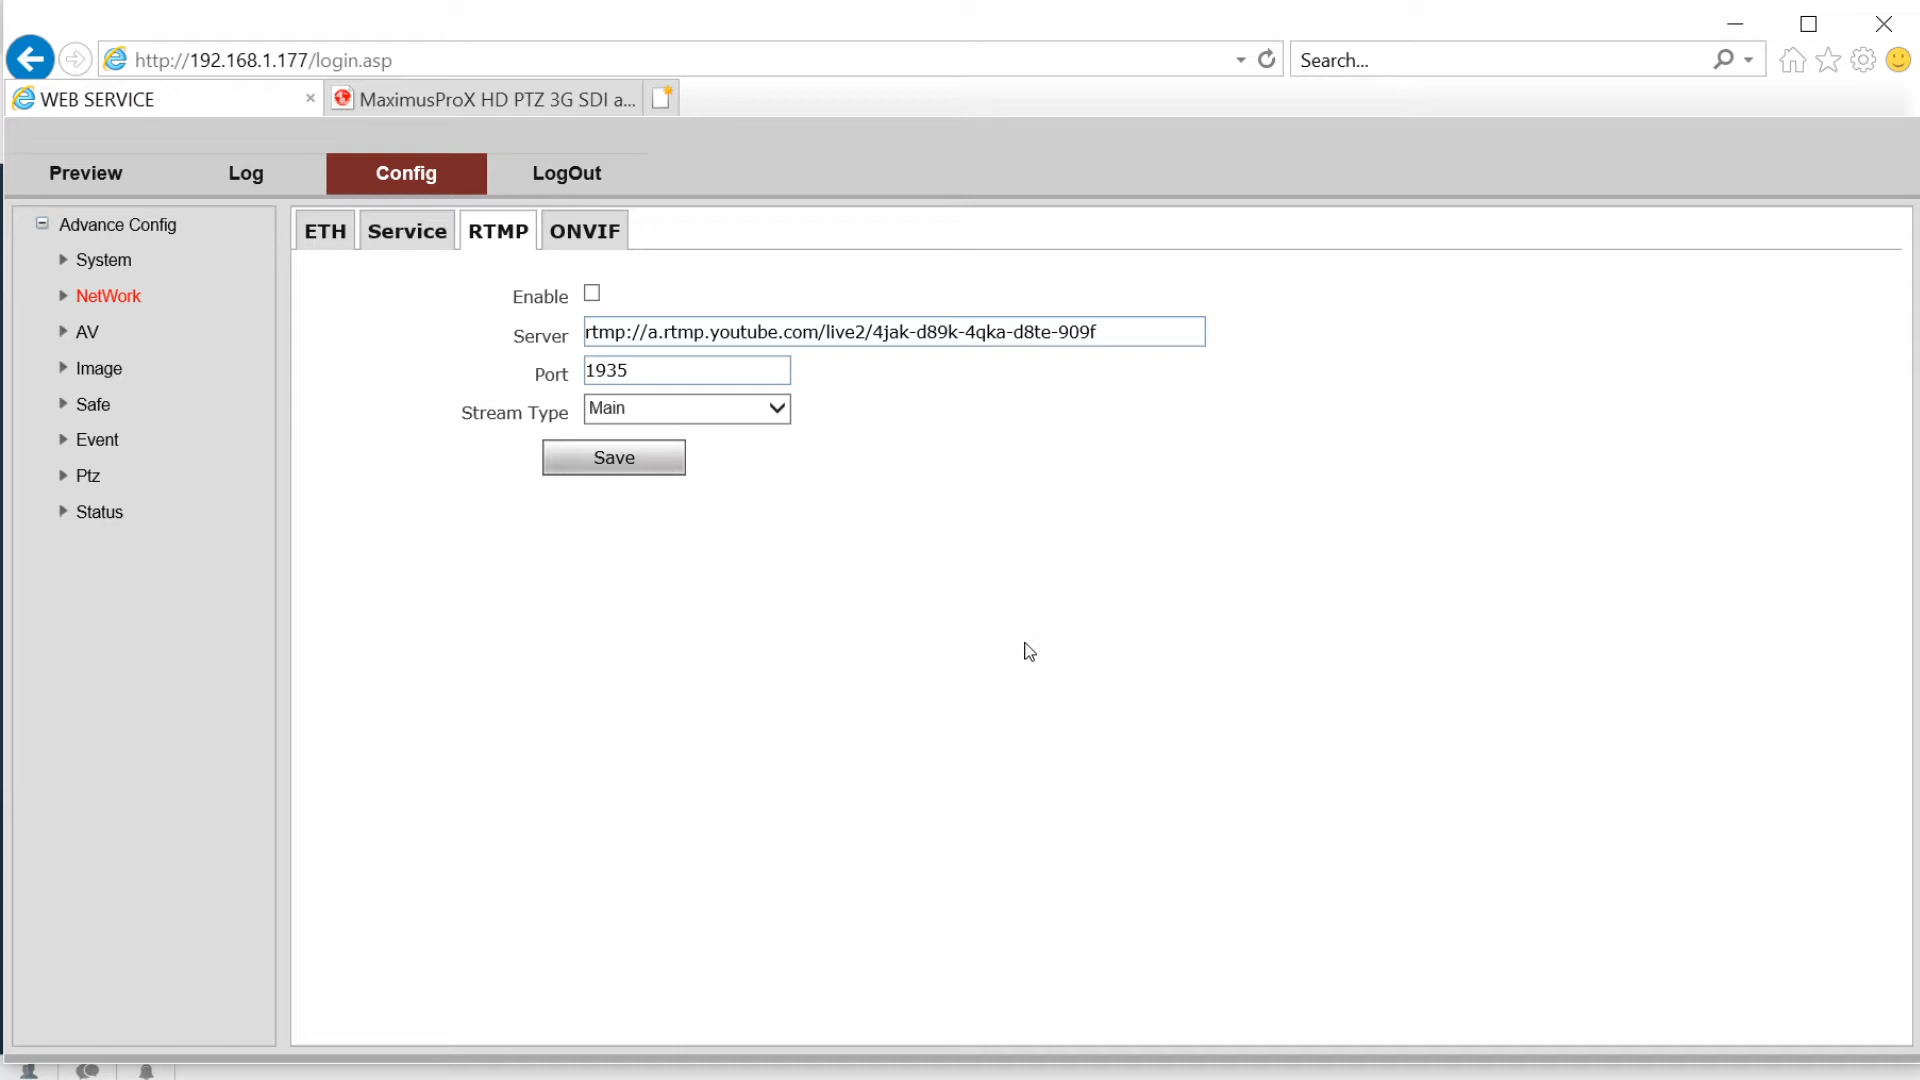 http://192.168.1.177/login.asp
Search...
WEB SERVICE
MaximusProX HD PTZ 3G SDI a...
Preview
Log
Config
LogOut
Advance Config
System
NetWork
AV
Image
Safe
Event
Ptz
Status
ETH
Service
RTMP
ONVIF
Enable
Server rtmp://a.rtmp.youtube.com/live2/4jak-d89k-4qka-d8te-909f
Port 1935
Stream Type Main
Save